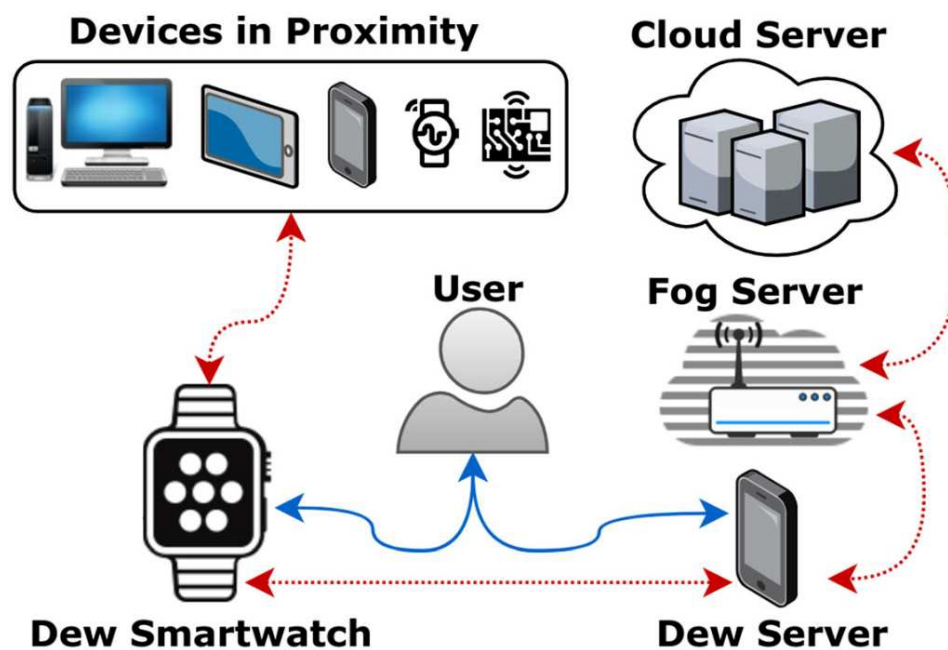 Devices in Proximity
Cloud Server
User
Fog Server
Dew Smartwatch
Dew Server